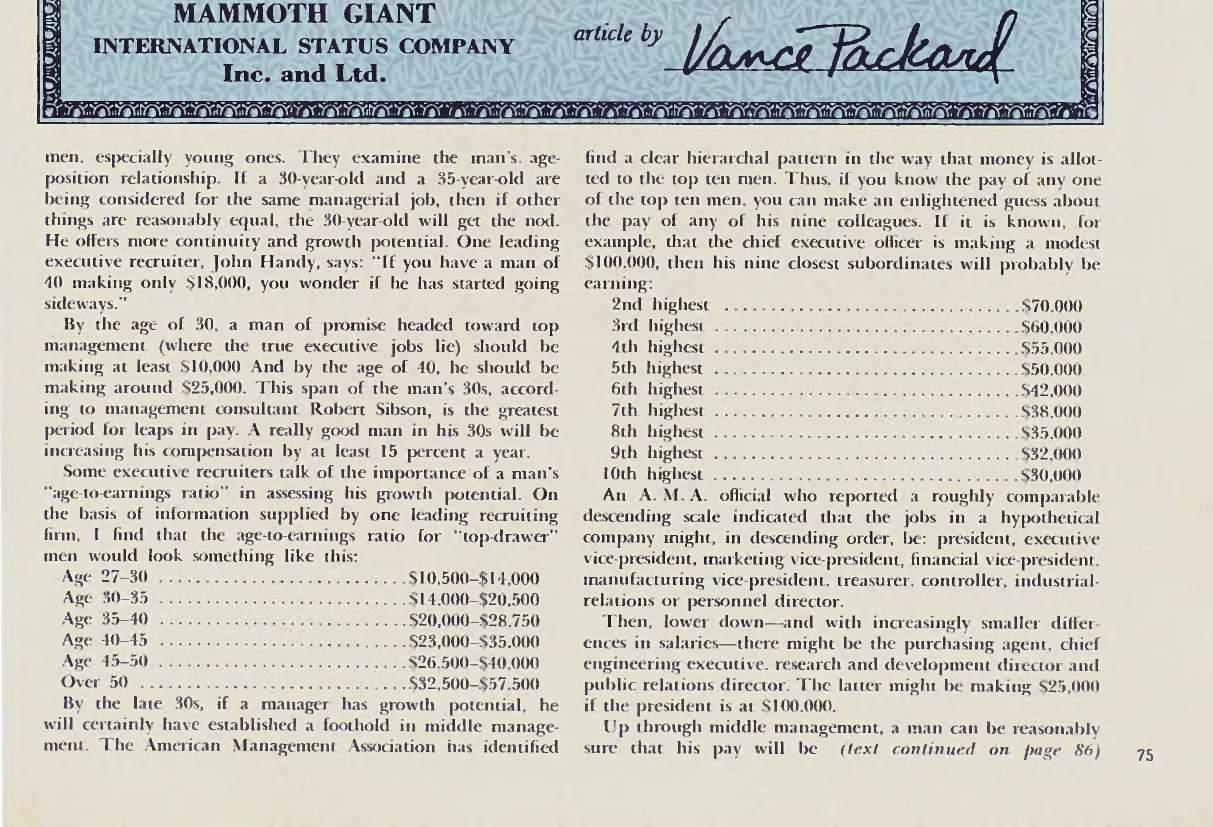 MAMMOTH GIANT
INTERNATIONAL STATUS COMPANY
Inc. and Ltd.
article by Vance Packard
men, especially young ones. They examine the man's age-
position relationship. If a 30-year-old and a 35-year-old are
being considered for the same managerial job, then if other
things are reasonably equal, the 30-year-old will get the nod.
He offers more continuity and growth potential. One leading
executive recruiter, John Handy, says: "If you have a man of
40 making only $18,000, you wonder if he has started going
sideways."
By the age of 30, a man of promise headed toward top
management (where the true executive jobs lie) should be
making at least $10,000 And by the age of 40, he should be
making around $25,000. This span of the man's 30s, accord-
ing to management consultant Robert Sibson, is the greatest
period for leaps in pay. A really good man in his 30s will be
increasing his compensation by at least 15 percent a year.
Some executive recruiters talk of the importance of a man's
"age-to-earnings ratio" in assessing his growth potential. On
the basis of information supplied by one leading recruiting
firm, I find that the age-to-earnings ratio for "top-drawer"
men would look something like this:
Age 27–30 ..........................$10,500–$14,000
Age 30–35 ..........................$14,000–$20,500
Age 35–40 ..........................$20,000–$28,750
Age 40–45 ..........................$23,000–$35,000
Age 45–50 ..........................$26,500–$40,000
Over 50 ............................$32,500–$57,500
By the late 30s, if a manager has growth potential, he
will certainly have established a foothold in middle manage-
ment. The American Management Association has identified
find a clear hierarchal pattern in the way that money is allot-
ted to the top ten men. Thus, if you know the pay of any one
of the top ten men, you can make an enlightened guess about
the pay of any of his nine colleagues. If it is known, for
example, that the chief executive officer is making a modest
$100,000, then his nine closest subordinates will probably be
earning:
2nd highest ...............................$70,000
3rd highest ................................$60,000
4th highest ................................$55,000
5th highest ................................$50,000
6th highest ................................$42,000
7th highest ................................$38,000
8th highest ................................$35,000
9th highest ................................$32,000
10th highest ................................$30,000
An A.M.A. official who reported a roughly comparable
descending scale indicated that the jobs in a hypothetical
company might, in descending order, be: president, executive
vice-president, marketing vice-president, financial vice-president,
manufacturing vice-president, treasurer, controller, industrial-
relations or personnel director.
Then, lower down—and with increasingly smaller differ-
ences in salaries—there might be the purchasing agent, chief
engineering executive, research and development director and
public relations director. The latter might be making $25,000
if the president is at $100,000.
Up through middle management, a man can be reasonably
sure that his pay will be (text continued on page 86)
75